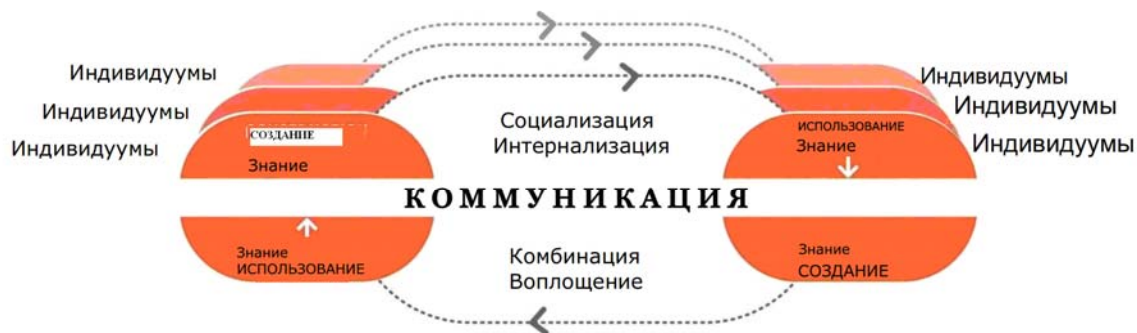 Индивидуумы
Индивидуумы
Индивидуумы
СОЗДАНИЕ
Знание
Социализация
Интернализация
Индивидуумы
Индивидуумы
Индивидуумы
ИСПОЛЬЗОВАНИЕ
Знание
КОММУНИКАЦИЯ
Знание
ИСПОЛЬЗОВАНИЕ
Комбинация
Воплощение
Знание
СОЗДАНИЕ